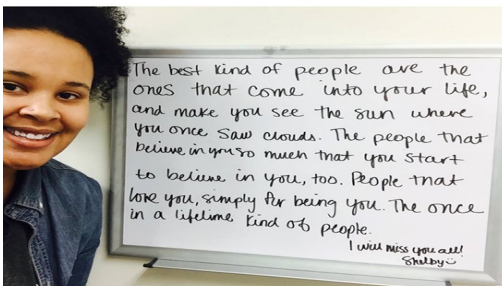 The best kind of people are the
ones that come into your life,
and make you see the sun where
you once saw clouds. The people that
believe in you so much that you start
to believe in you, too. People that
love you, simply for being you. The once
in a lifetime kind of people.
I will miss you all!
Shelby